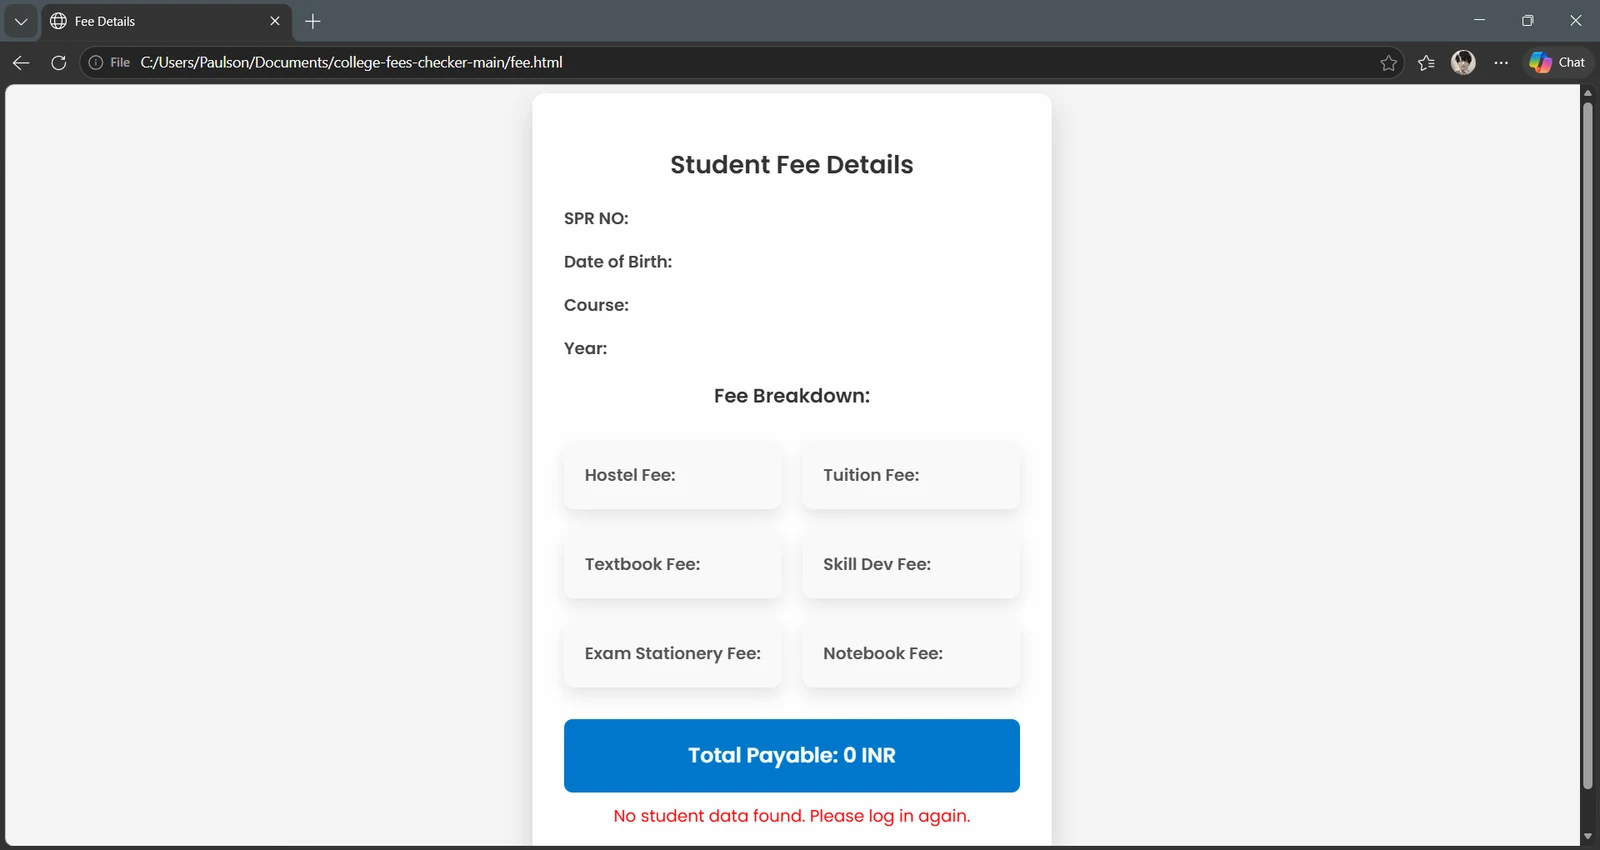 Fee Details
File C:/Users/Paulson/Documents/college-fees-checker-main/fee.html
Chat
Student Fee Details
SPR NO:
Date of Birth:
Course:
Year:
Fee Breakdown:
Hostel Fee:
Tuition Fee:
Textbook Fee:
Skill Dev Fee:
Exam Stationery Fee:
Notebook Fee:
Total Payable: 0 INR
No student data found. Please log in again.